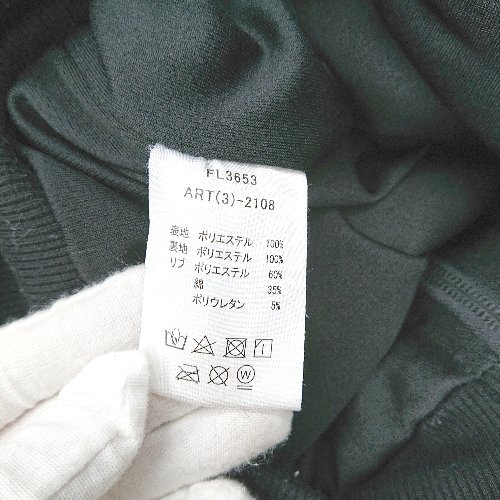 FL3653
ART(3)-2108
表地 ポリエステル 100%
裏地 ポリエステル 100%
リブ ポリエステル 60%
綿 35%
ポリウレタン 5%
W